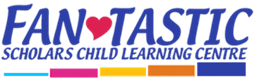 FAN♥TASTIC
SCHOLARS CHILD LEARNING CENTRE